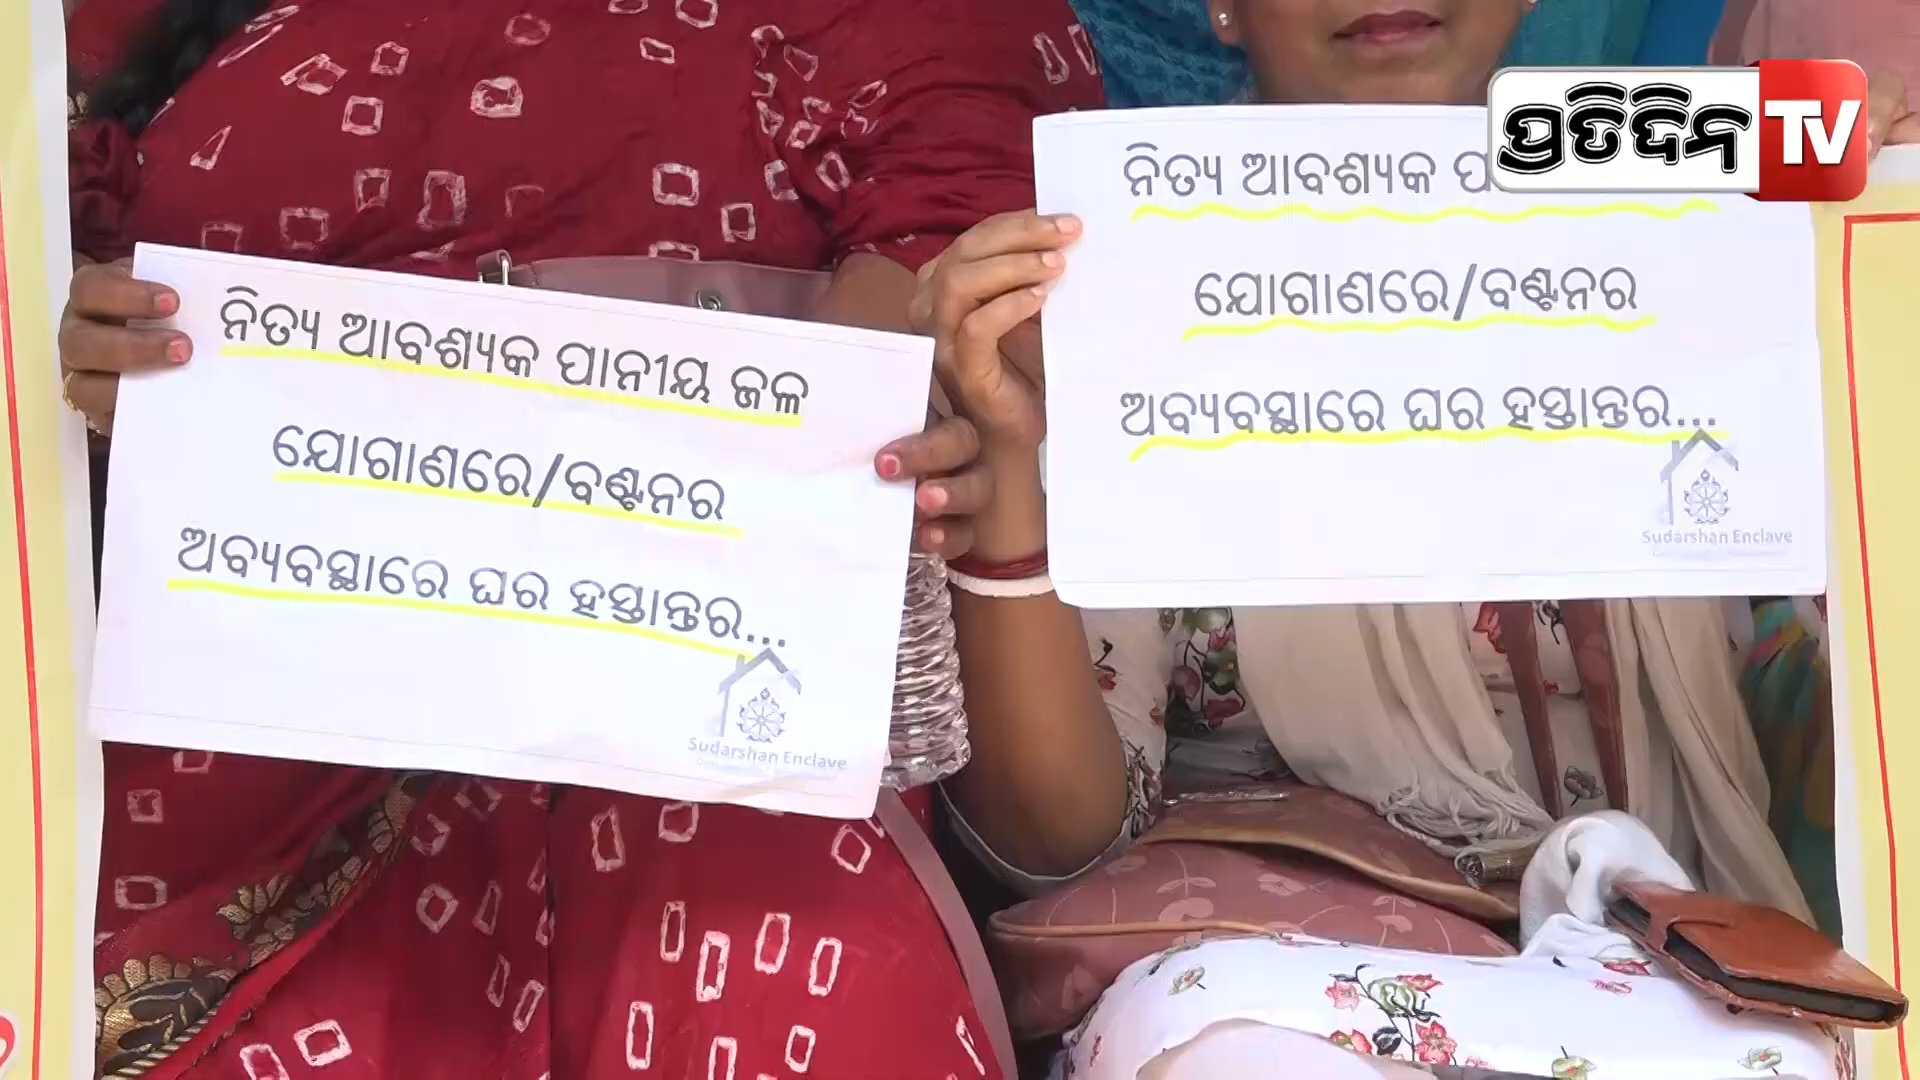 ନିତ୍ୟ ଆବଶ୍ୟକ ପାନୀୟ ଜଳ
ଯୋଗାଣରେ/ବଣ୍ଟନର
ଅବ୍ୟବସ୍ଥାରେ ଘର ହସ୍ତାନ୍ତର...
Sudarshan Enclave
ପ୍ରତିଦିନ TV
ନିତ୍ୟ ଆବଶ୍ୟକ
ଯୋଗାଣରେ/ବଣ୍ଟନର
ଅବ୍ୟବସ୍ଥାରେ ଘର ହସ୍ତାନ୍ତର...
Sudarshan Enclave